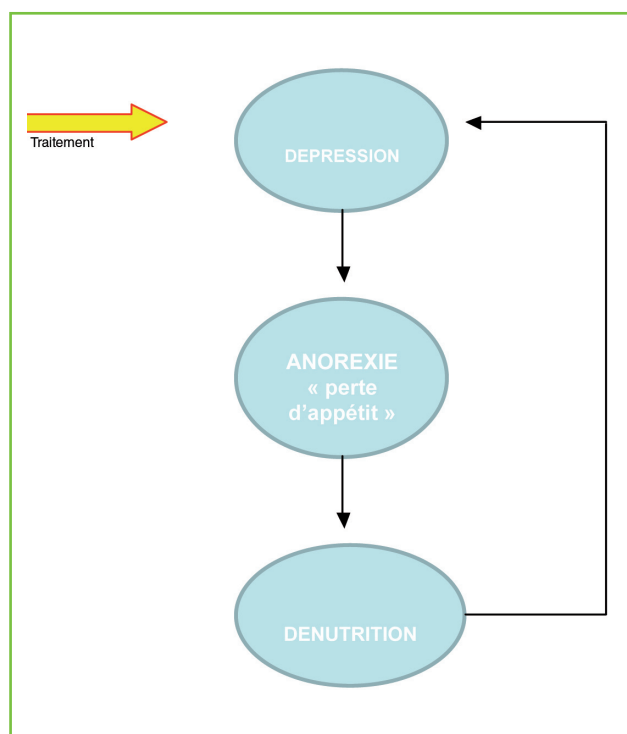 Traitement
DEPRESSION
ANOREXIE
« perte
d'appétit »
DENUTRITION